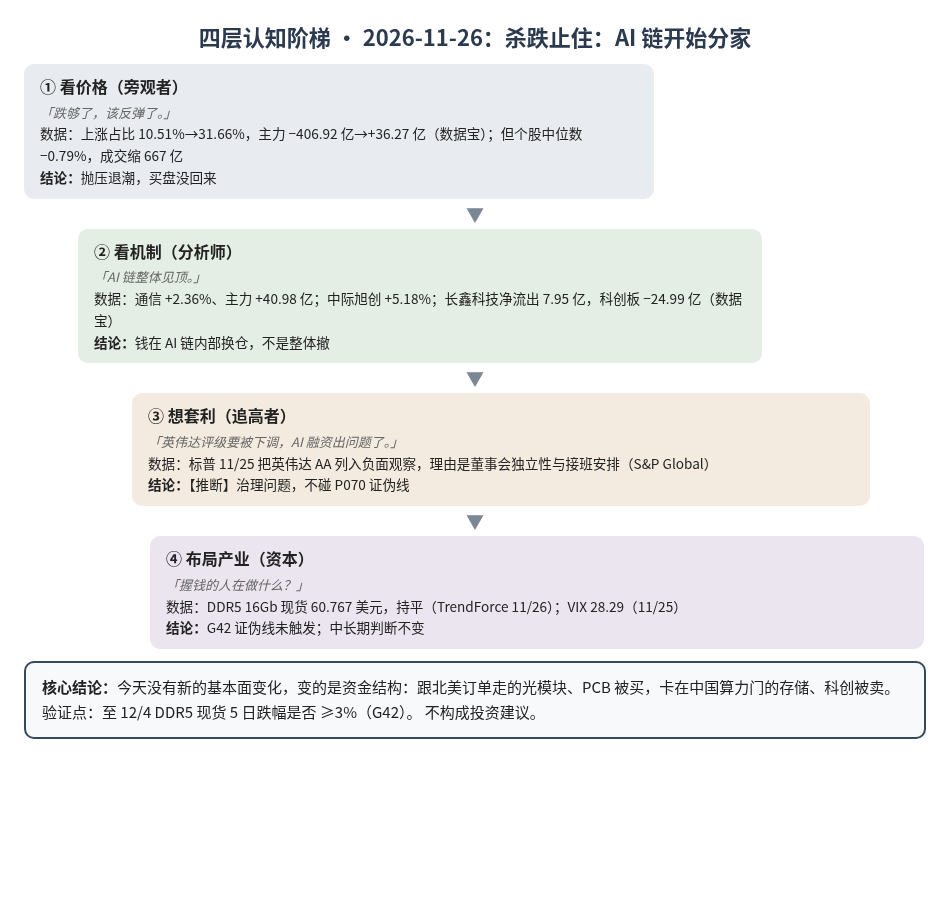 四层认知阶梯 · 2026-11-26：杀跌止住：AI 链开始分家
① 看价格（旁观者）
「跌够了，该反弹了。」
数据：上涨占比 10.51%→31.66%，主力 −406.92 亿→+36.27 亿（数据宝）；但个股中位数
−0.79%，成交缩 667 亿
结论：抛压退潮，买盘没回来
② 看机制（分析师）
「AI 链整体见顶。」
数据：通信 +2.36%、主力 +40.98 亿；中际旭创 +5.18%；长鑫科技净流出 7.95 亿，科创板 −24.99 亿（数据
宝）
结论：钱在 AI 链内部换仓，不是整体撤
③ 想套利（追高者）
「英伟达评级要被下调，AI 融资出问题了。」
数据：标普 11/25 把英伟达 AA 列入负面观察，理由是董事会独立性与接班安排（S&P Global）
结论：【推断】治理问题，不碰 P070 证伪线
④ 布局产业（资本）
「握钱的人在做什么？」
数据：DDR5 16Gb 现货 60.767 美元，持平（TrendForce 11/26）；VIX 28.29（11/25）
结论：G42 证伪线未触发；中长期判断不变
核心结论：今天没有新的基本面变化，变的是资金结构：跟北美订单走的光模块、PCB 被买，卡在中国算力门的存储、科创被卖。
验证点：至 12/4 DDR5 现货 5 日跌幅是否 ≥3%（G42）。 不构成投资建议。